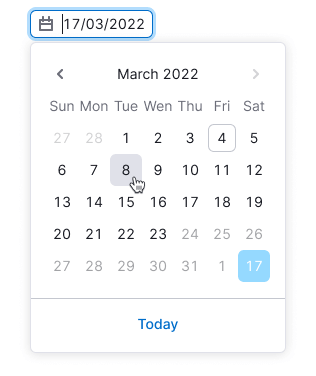 17/03/2022
March 2022
Sun Mon Tue Wen Thu Fri Sat
27 28 1 2 3 4 5
6 7 8 9 10 11 12
13 14 15 16 17 18 19
20 21 22 23 24 25 26
27 28 29 30 31 1 17
Today